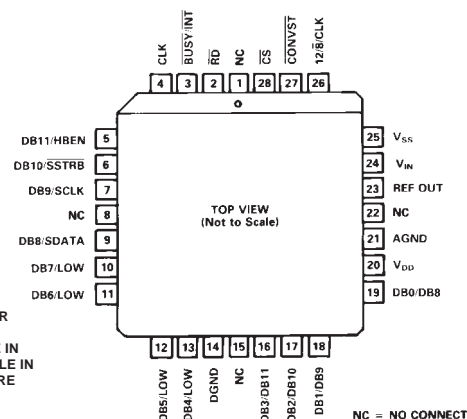 CLK
BUSY/INT
RD
NC
CS
CONVST
12/8/CLK
4
3
2
1
28
27
26
DB11/HBEN 5
DB10/SSTRB 6
DB9/SCLK 7
NC 8
DB8/SDATA 9
DB7/LOW 10
DB6/LOW 11
TOP VIEW
(Not to Scale)
25 VSS
24 VIN
23 REF OUT
22 NC
21 AGND
20 VDD
19 DB0/DB8
R
E IN
LE IN
RE
12
13
14
15
16
17
18
DB5/LOW
DB4/LOW
DGND
NC
DB3/DB11
DB2/DB10
DB1/DB9
NC = NO CONNECT